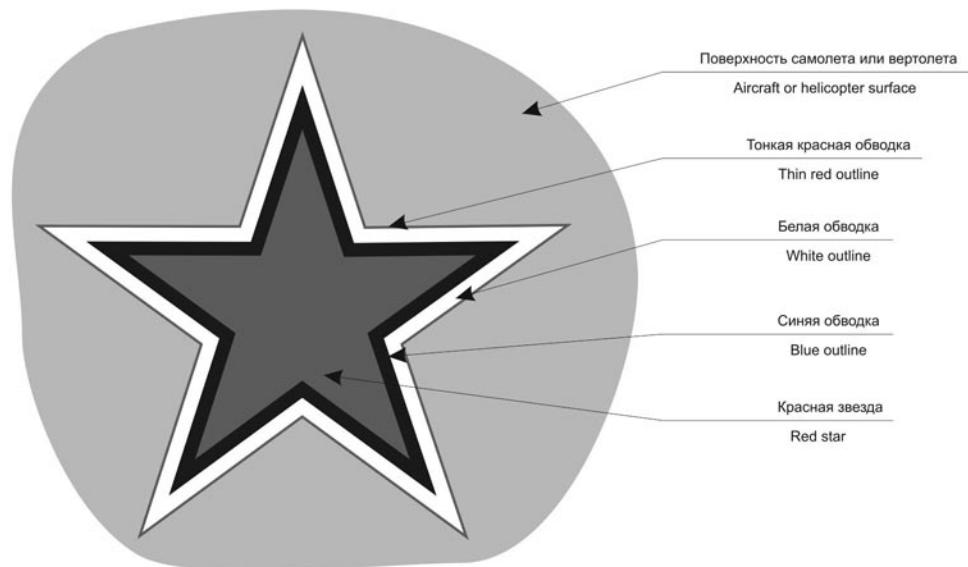 Поверхность самолета или вертолета
Aircraft or helicopter surface
Тонкая красная обводка
Thin red outline
Белая обводка
White outline
Синяя обводка
Blue outline
Красная звезда
Red star